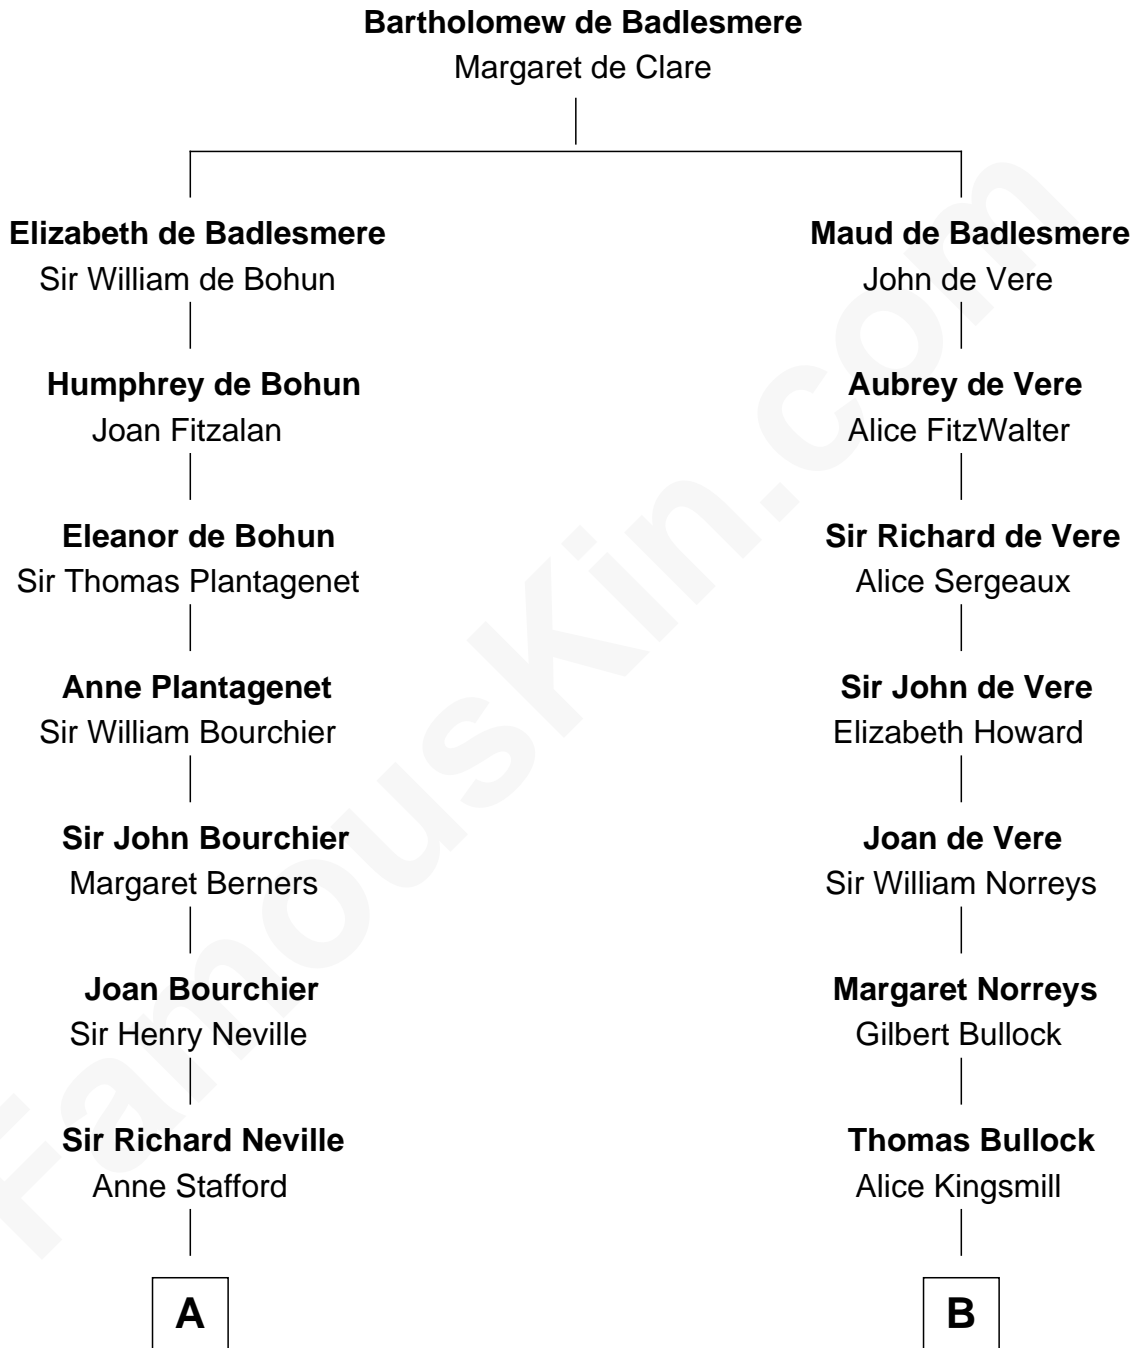 Bartholomew de Badlesmere
Margaret de Clare
Elizabeth de Badlesmere
Sir William de Bohun
Humphrey de Bohun
Joan Fitzalan
Eleanor de Bohun
Sir Thomas Plantagenet
Anne Plantagenet
Sir William Bourchier
Sir John Bourchier
Margaret Berners
Joan Bourchier
Sir Henry Neville
Sir Richard Neville
Anne Stafford
A
Maud de Badlesmere
John de Vere
Aubrey de Vere
Alice FitzWalter
Sir Richard de Vere
Alice Sergeaux
Sir John de Vere
Elizabeth Howard
Joan de Vere
Sir William Norreys
Margaret Norreys
Gilbert Bullock
Thomas Bullock
Alice Kingsmill
B
FamousKin.com